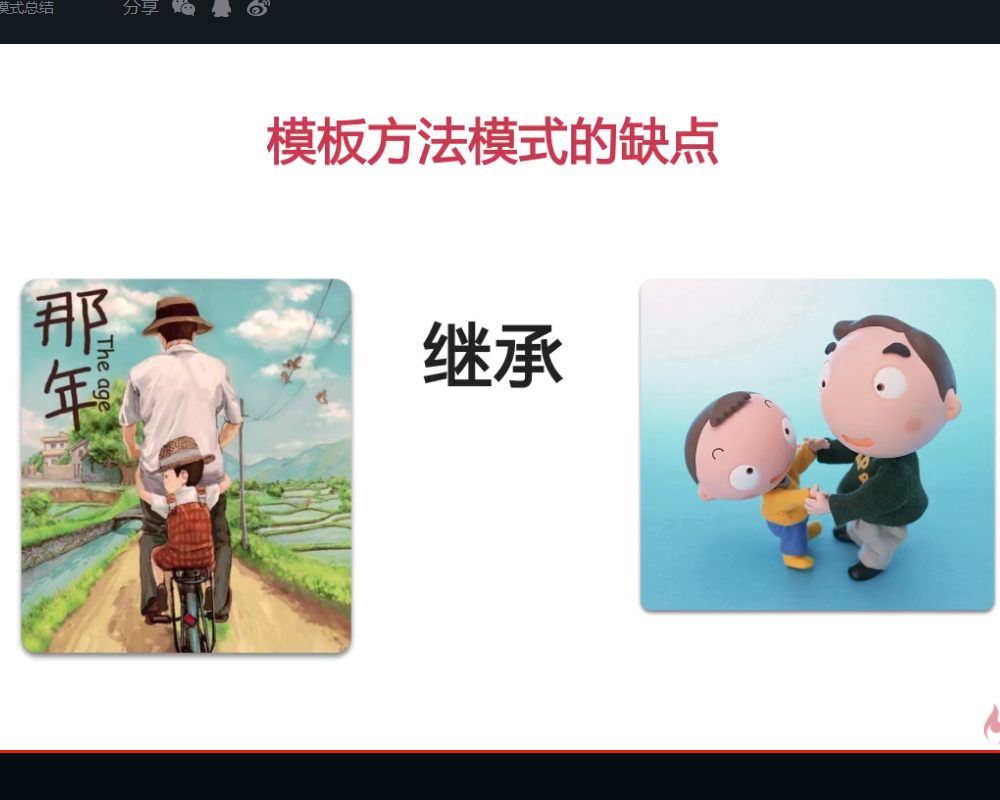 模式总结
分享
模板方法模式的缺点
那年
The age
继承